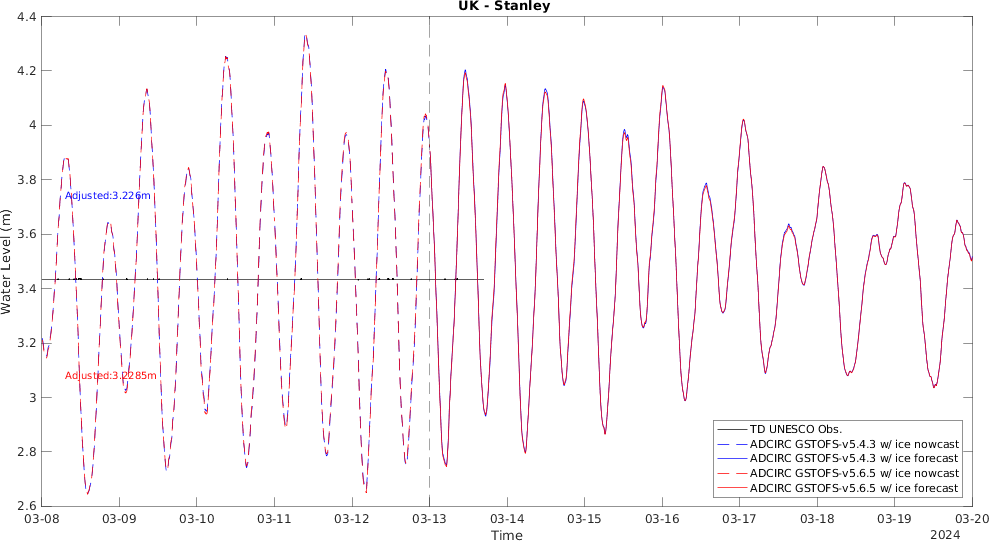 UK - Stanley
4.4
4.2
4
3.8
3.6
3.4
3.2
3
2.8
2.6
Water Level (m)
Adjusted:3.226m
Adjusted:3.2285m
TD UNESCO Obs.
ADCIRC GSTOFS-v5.4.3 w/ ice nowcast
ADCIRC GSTOFS-v5.4.3 w/ ice forecast
ADCIRC GSTOFS-v5.6.5 w/ ice nowcast
ADCIRC GSTOFS-v5.6.5 w/ ice forecast
03-08 03-09 03-10 03-11 03-12 03-13 03-14 03-15 03-16 03-17 03-18 03-19 03-20
Time
2024